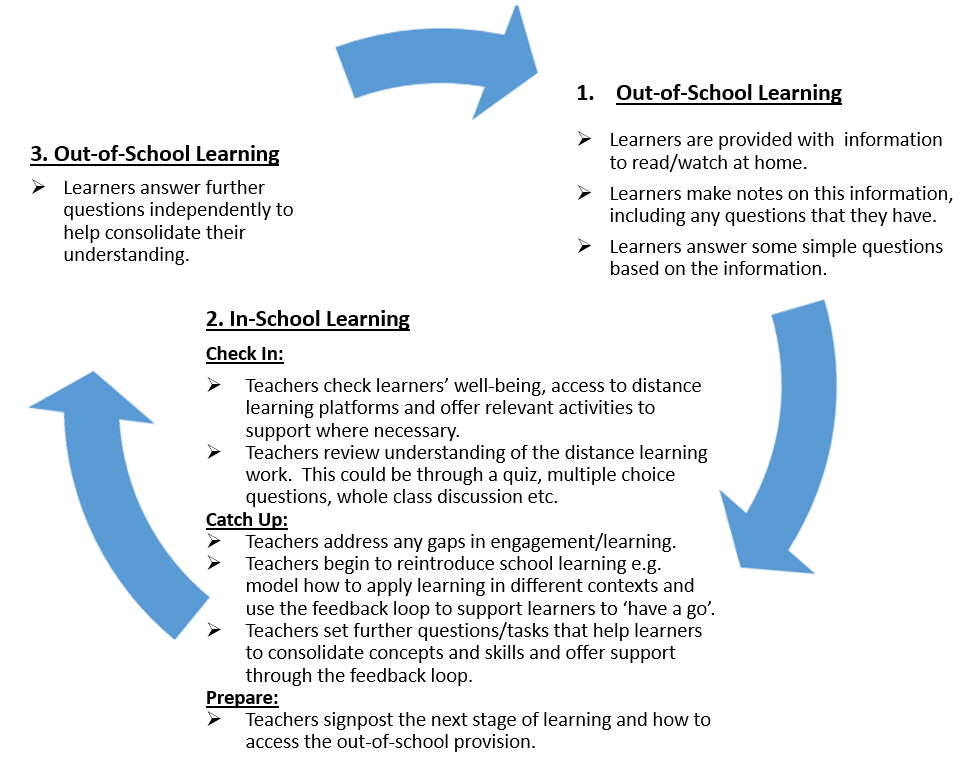 1. Out-of-School Learning
➢ Learners are provided with information
to read/watch at home.
➢ Learners make notes on this information,
including any questions that they have.
➢ Learners answer some simple questions
based on the information.
2. In-School Learning
Check In:
➢ Teachers check learners’ well-being, access to distance
learning platforms and offer relevant activities to
support where necessary.
➢ Teachers review understanding of the distance learning
work. This could be through a quiz, multiple choice
questions, whole class discussion etc.
Catch Up:
➢ Teachers address any gaps in engagement/learning.
➢ Teachers begin to reintroduce school learning e.g.
model how to apply learning in different contexts and
use the feedback loop to support learners to ‘have a go’.
➢ Teachers set further questions/tasks that help learners
to consolidate concepts and skills and offer support
through the feedback loop.
Prepare:
➢ Teachers signpost the next stage of learning and how to
access the out-of-school provision.
3. Out-of-School Learning
➢ Learners answer further
questions independently to
help consolidate their
understanding.